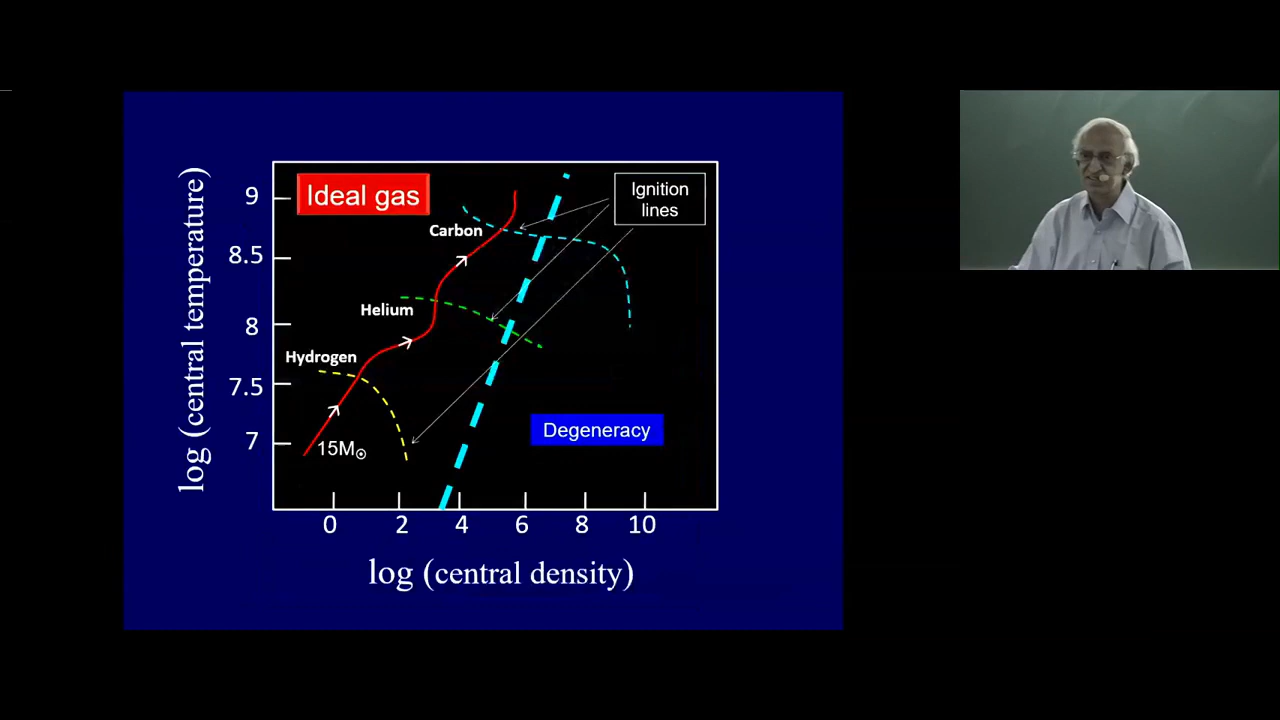 Ideal gas
Ignition
lines
Carbon
Helium
Hydrogen
15M☉
Degeneracy
log (central temperature)
9
8.5
8
7.5
7
0 2 4 6 8 10
log (central density)